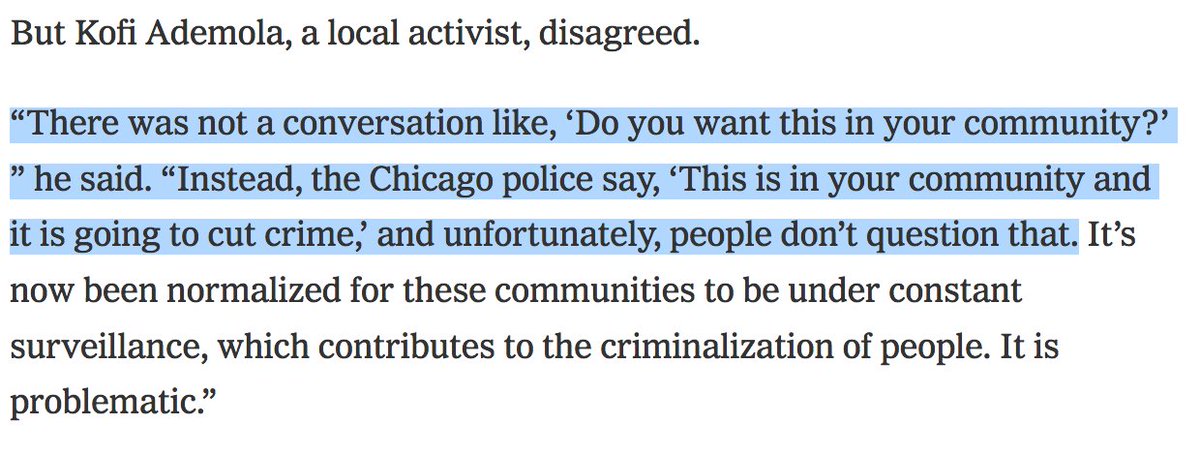 But Kofi Ademola, a local activist, disagreed.
“There was not a conversation like, ‘Do you want this in your community?’
” he said. “Instead, the Chicago police say, ‘This is in your community and
it is going to cut crime,’ and unfortunately, people don’t question that. It’s
now been normalized for these communities to be under constant
surveillance, which contributes to the criminalization of people. It is
problematic.”